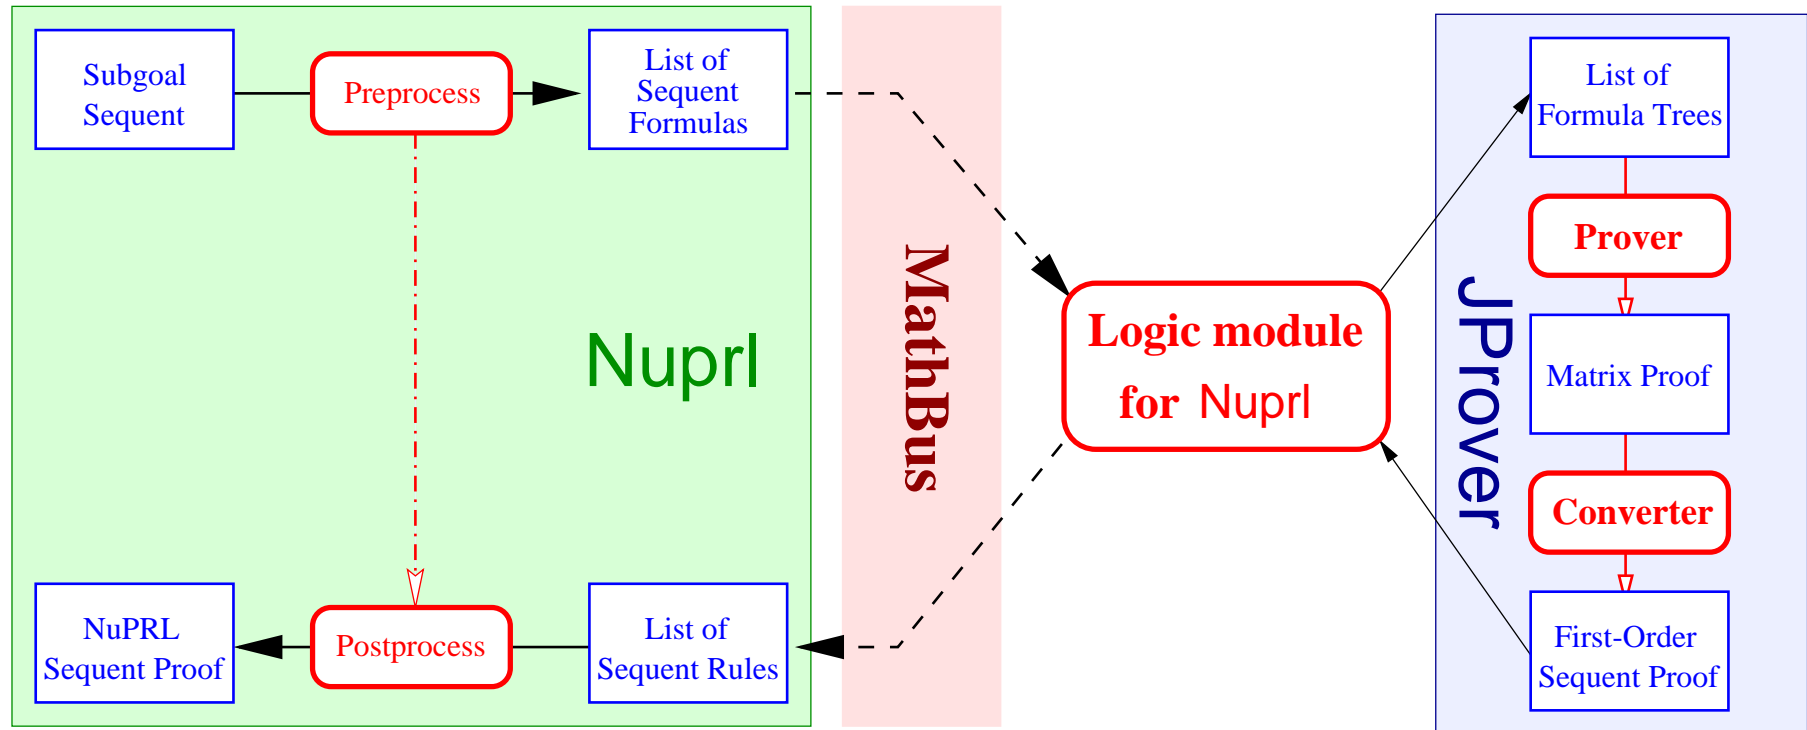 Subgoal
Sequent
Preprocess
List of
Sequent
Formulas
Nuprl
NuPRL
Sequent Proof
Postprocess
List of
Sequent Rules
MathBus
Logic module
for Nuprl
JProver
List of
Formula Trees
Prover
Matrix Proof
Converter
First-Order
Sequent Proof